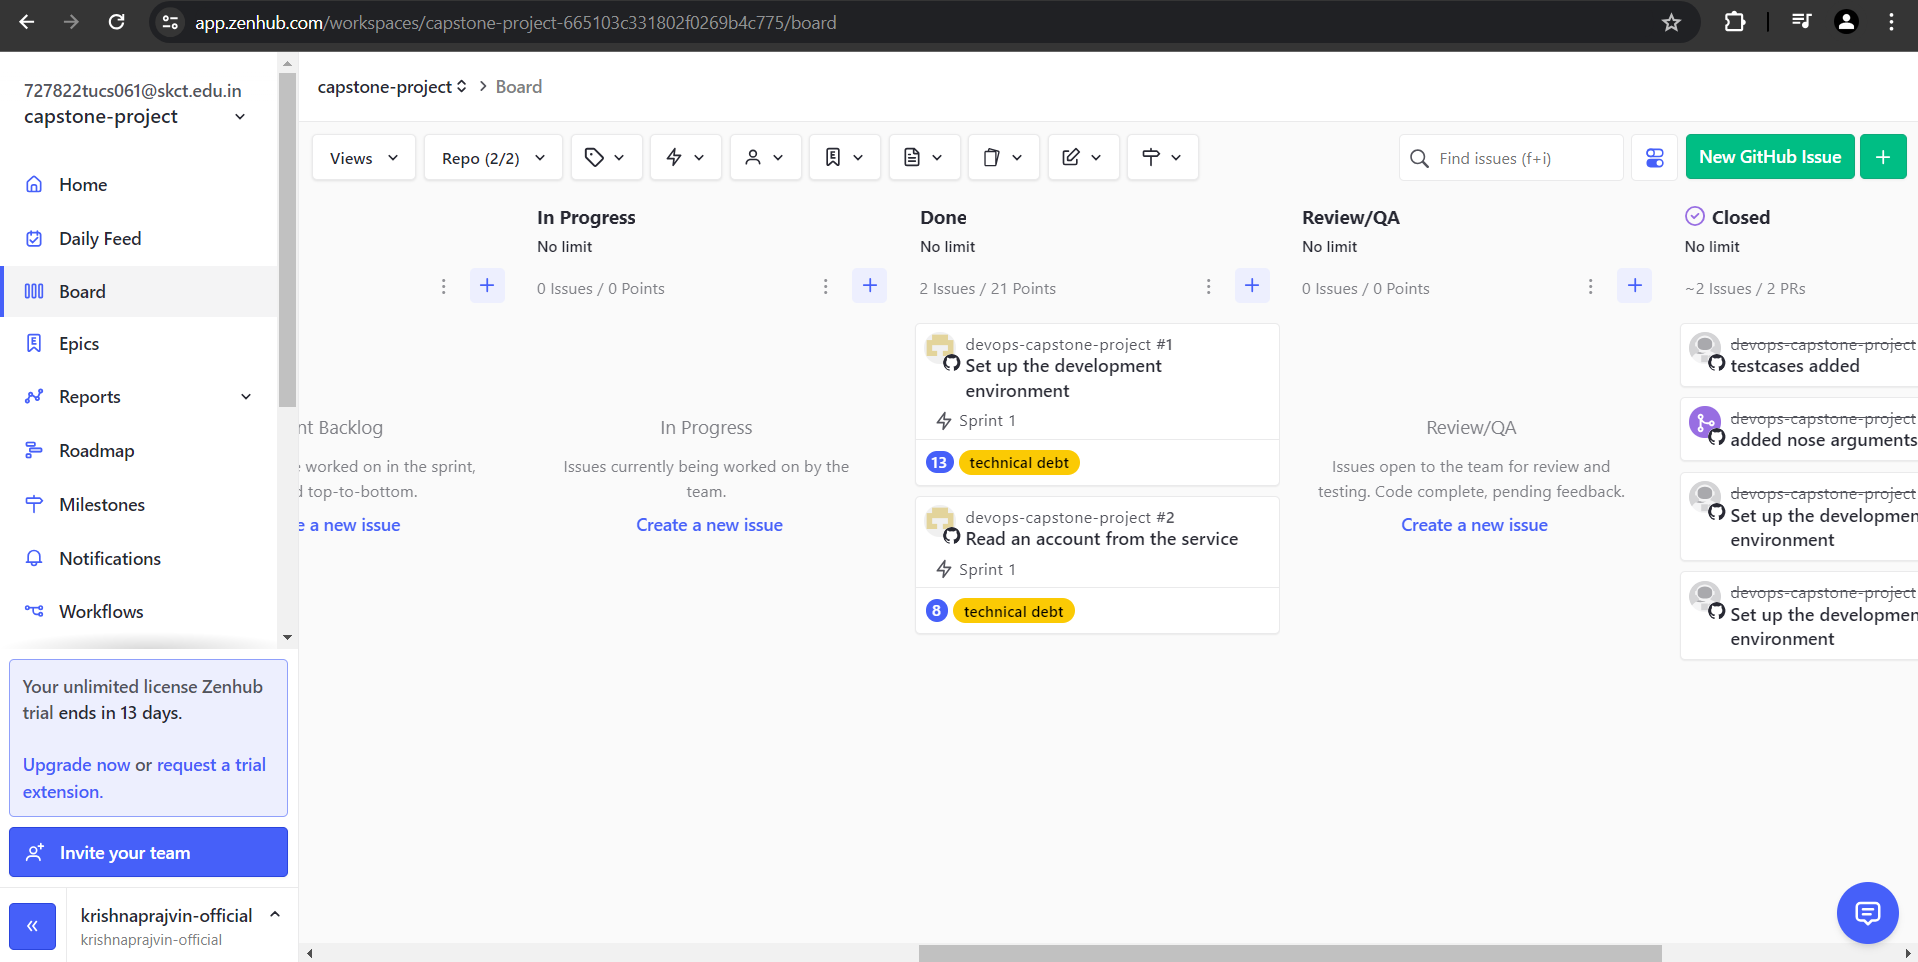 app.zenhub.com/workspaces/capstone-project-665103c331802f0269b4c775/board
727822tucs061@skct.edu.in
capstone-project
Home
Daily Feed
Board
Epics
Reports
Roadmap
Milestones
Notifications
Workflows
Your unlimited license Zenhub
trial ends in 13 days.
Upgrade now or request a trial
extension.
Invite your team
krishnaprajvin-official
krishnaprajvin-official
capstone-project > Board
Views
Repo (2/2)
Find issues (f+i)
New GitHub Issue
nt Backlog
worked on in the sprint,
top-to-bottom.
e a new issue
In Progress
No limit
0 Issues / 0 Points
In Progress
Issues currently being worked on by the
team.
Create a new issue
Done
No limit
2 Issues / 21 Points
devops-capstone-project #1
Set up the development
environment
Sprint 1
13 technical debt
devops-capstone-project #2
Read an account from the service
Sprint 1
8 technical debt
Review/QA
No limit
0 Issues / 0 Points
Review/QA
Issues open to the team for review and
testing. Code complete, pending feedback.
Create a new issue
Closed
No limit
~2 Issues / 2 PRs
devops-capstone-project
testcases added
devops-capstone-project
added nose arguments
devops-capstone-project
Set up the developmen
environment
devops-capstone-project
Set up the developmen
environment